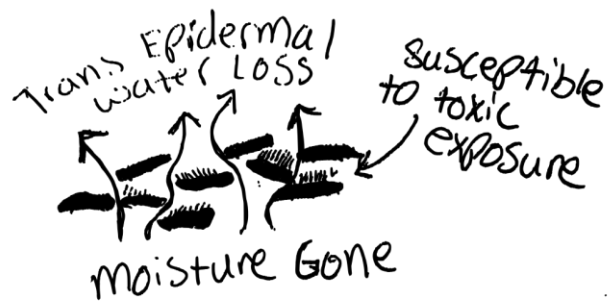 Trans Epidermal
water Loss
susceptible
to toxic
exposure
moisture Gone